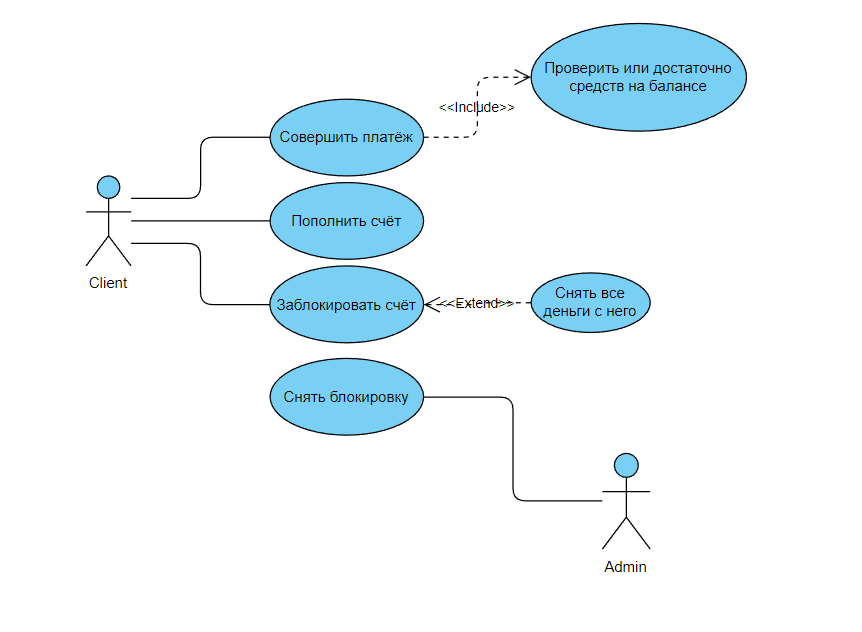 Проверить или достаточно
средств на балансе
<<Include>>
Совершить платёж
Пополнить счёт
Client
Заблокировать счёт
<<Extend>>
Снять все
деньги с него
Снять блокировку
Admin